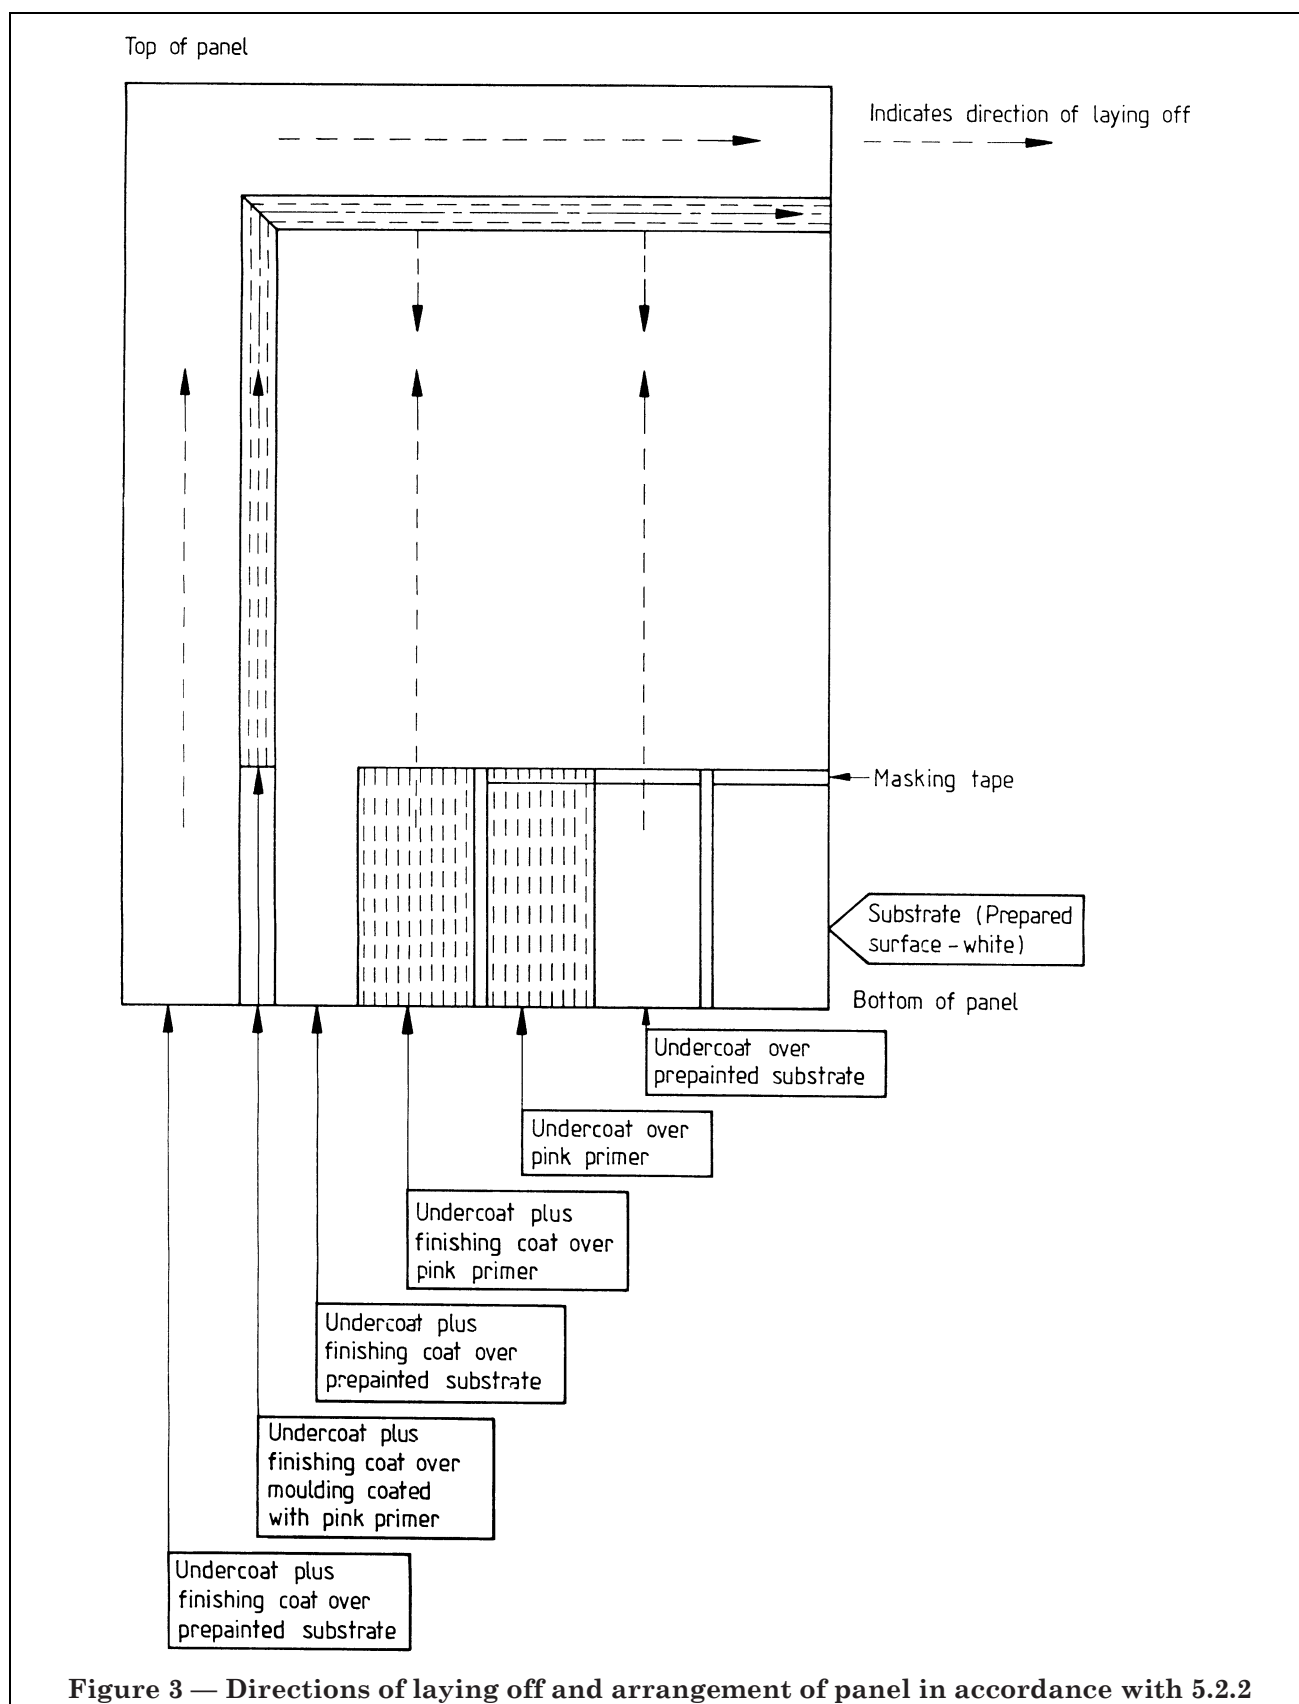 Top of panel
Indicates direction of laying off
Masking tape
Substrate (Prepared
surface - white)
Bottom of panel
Undercoat over
prepainted substrate
Undercoat over
pink primer
Undercoat plus
finishing coat over
pink primer
Undercoat plus
finishing coat over
prepainted substrate
Undercoat plus
finishing coat over
moulding coated
with pink primer
Undercoat plus
finishing coat over
prepainted substrate
Figure 3 — Directions of laying off and arrangement of panel in accordance with 5.2.2